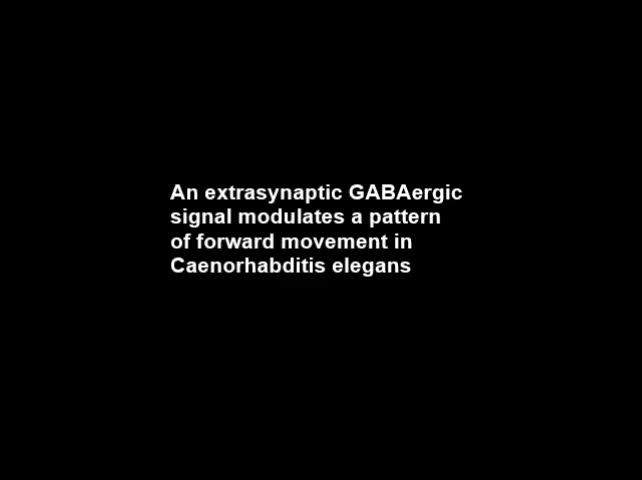 An extrasynaptic GABAergic
signal modulates a pattern
of forward movement in
Caenorhabditis elegans